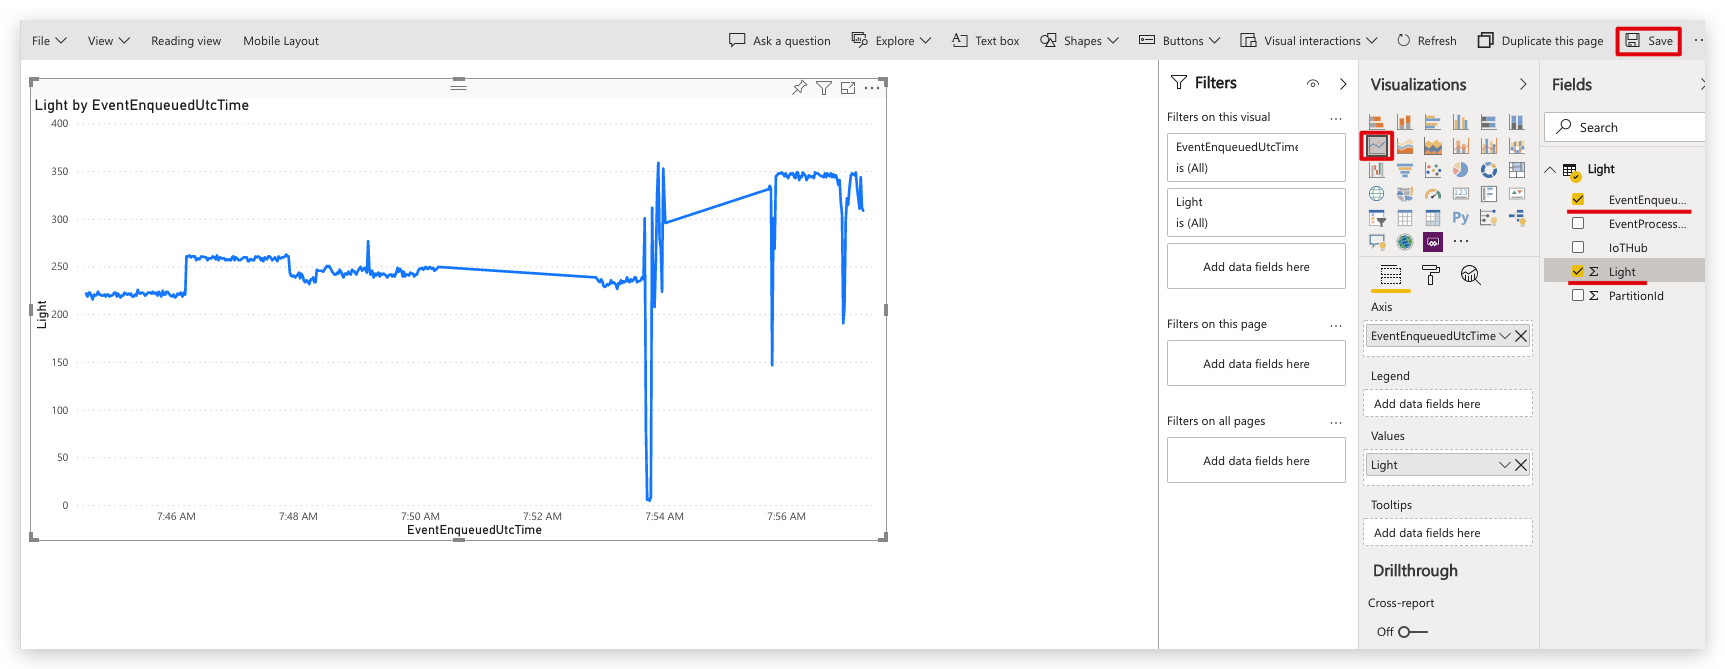 File View Reading view Mobile Layout Ask a question Explore Text box Shapes Buttons Visual interactions Refresh Duplicate this page Save ...
Light by EventEnqueuedUtcTime
400
350
300
250
200
150
100
50
0
Light
7:46 AM 7:48 AM 7:50 AM 7:52 AM 7:54 AM 7:56 AM
EventEnqueuedUtcTime
Filters
Filters on this visual ...
EventEnqueuedUtcTime
is (All)
Light
is (All)
Add data fields here
Filters on this page ...
Add data fields here
Filters on all pages ...
Add data fields here
Visualizations
123
Py
...
Axis
EventEnqueuedUtcTime
Legend
Add data fields here
Values
Light
Tooltips
Add data fields here
Drillthrough
Cross-report
Off
Fields
Search
Light
EventEnqueu...
EventProcess...
IoTHub
Σ Light
Σ PartitionId